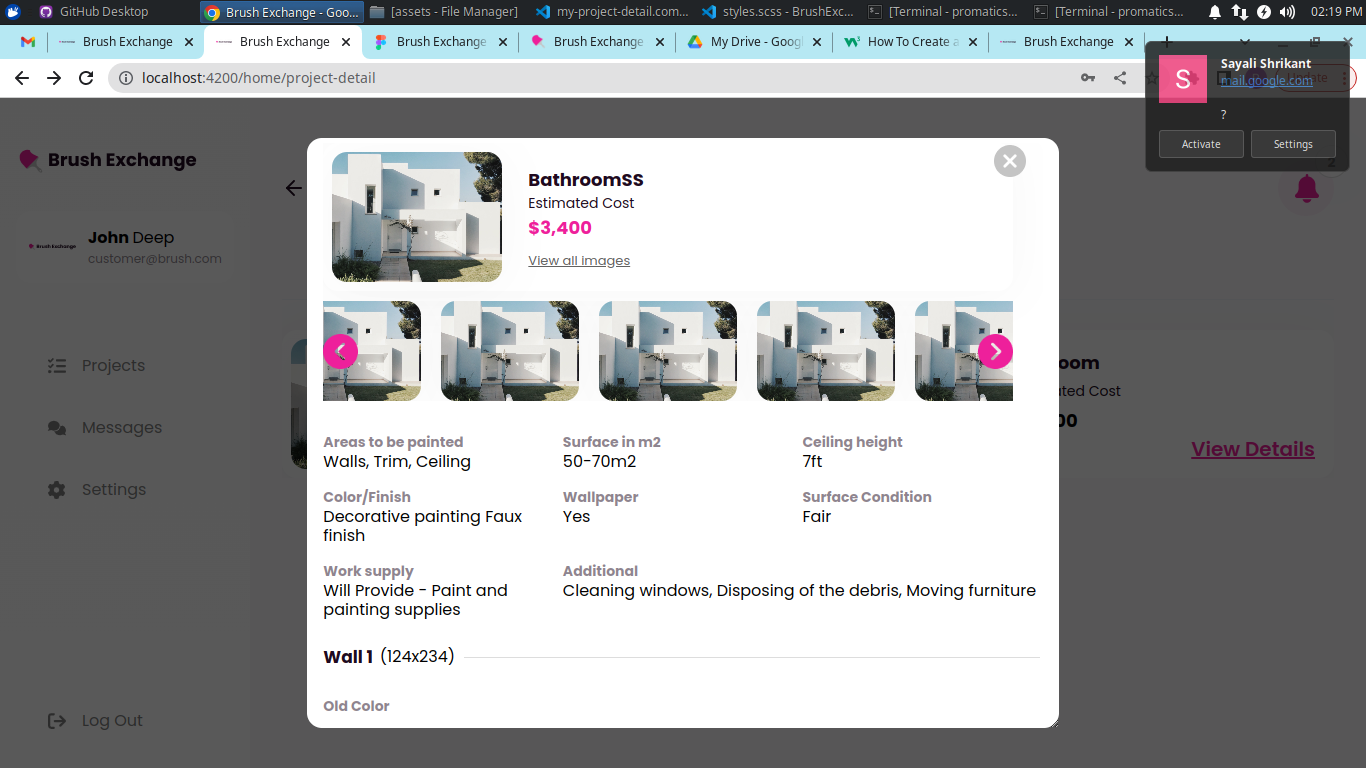 GitHub Desktop
Brush Exchange - Goo...
[assets - File Manager]
my-project-detail.com...
styles.scss - BrushExc...
[Terminal - promatics...
[Terminal - promatics...
02:19 PM
Brush Exchange
Brush Exchange
Brush Exchange
Brush Exchange
My Drive - Googl
How To Create a
Brush Exchange
localhost:4200/home/project-detail
Update
S
Sayali Shrikant
mail.google.com
?
Activate
Settings
Brush Exchange
2
Brush Exchange
John Deep
customer@brush.com
Projects
Messages
Settings
Log Out
BathroomSS
Estimated Cost
$3,400
View all images
Areas to be painted
Walls, Trim, Ceiling
Surface in m2
50-70m2
Ceiling height
7ft
Color/Finish
Decorative painting Faux
finish
Wallpaper
Yes
Surface Condition
Fair
Work supply
Will Provide - Paint and
painting supplies
Additional
Cleaning windows, Disposing of the debris, Moving furniture
Wall 1 (124x234)
Old Color
oom
ated Cost
00
View Details